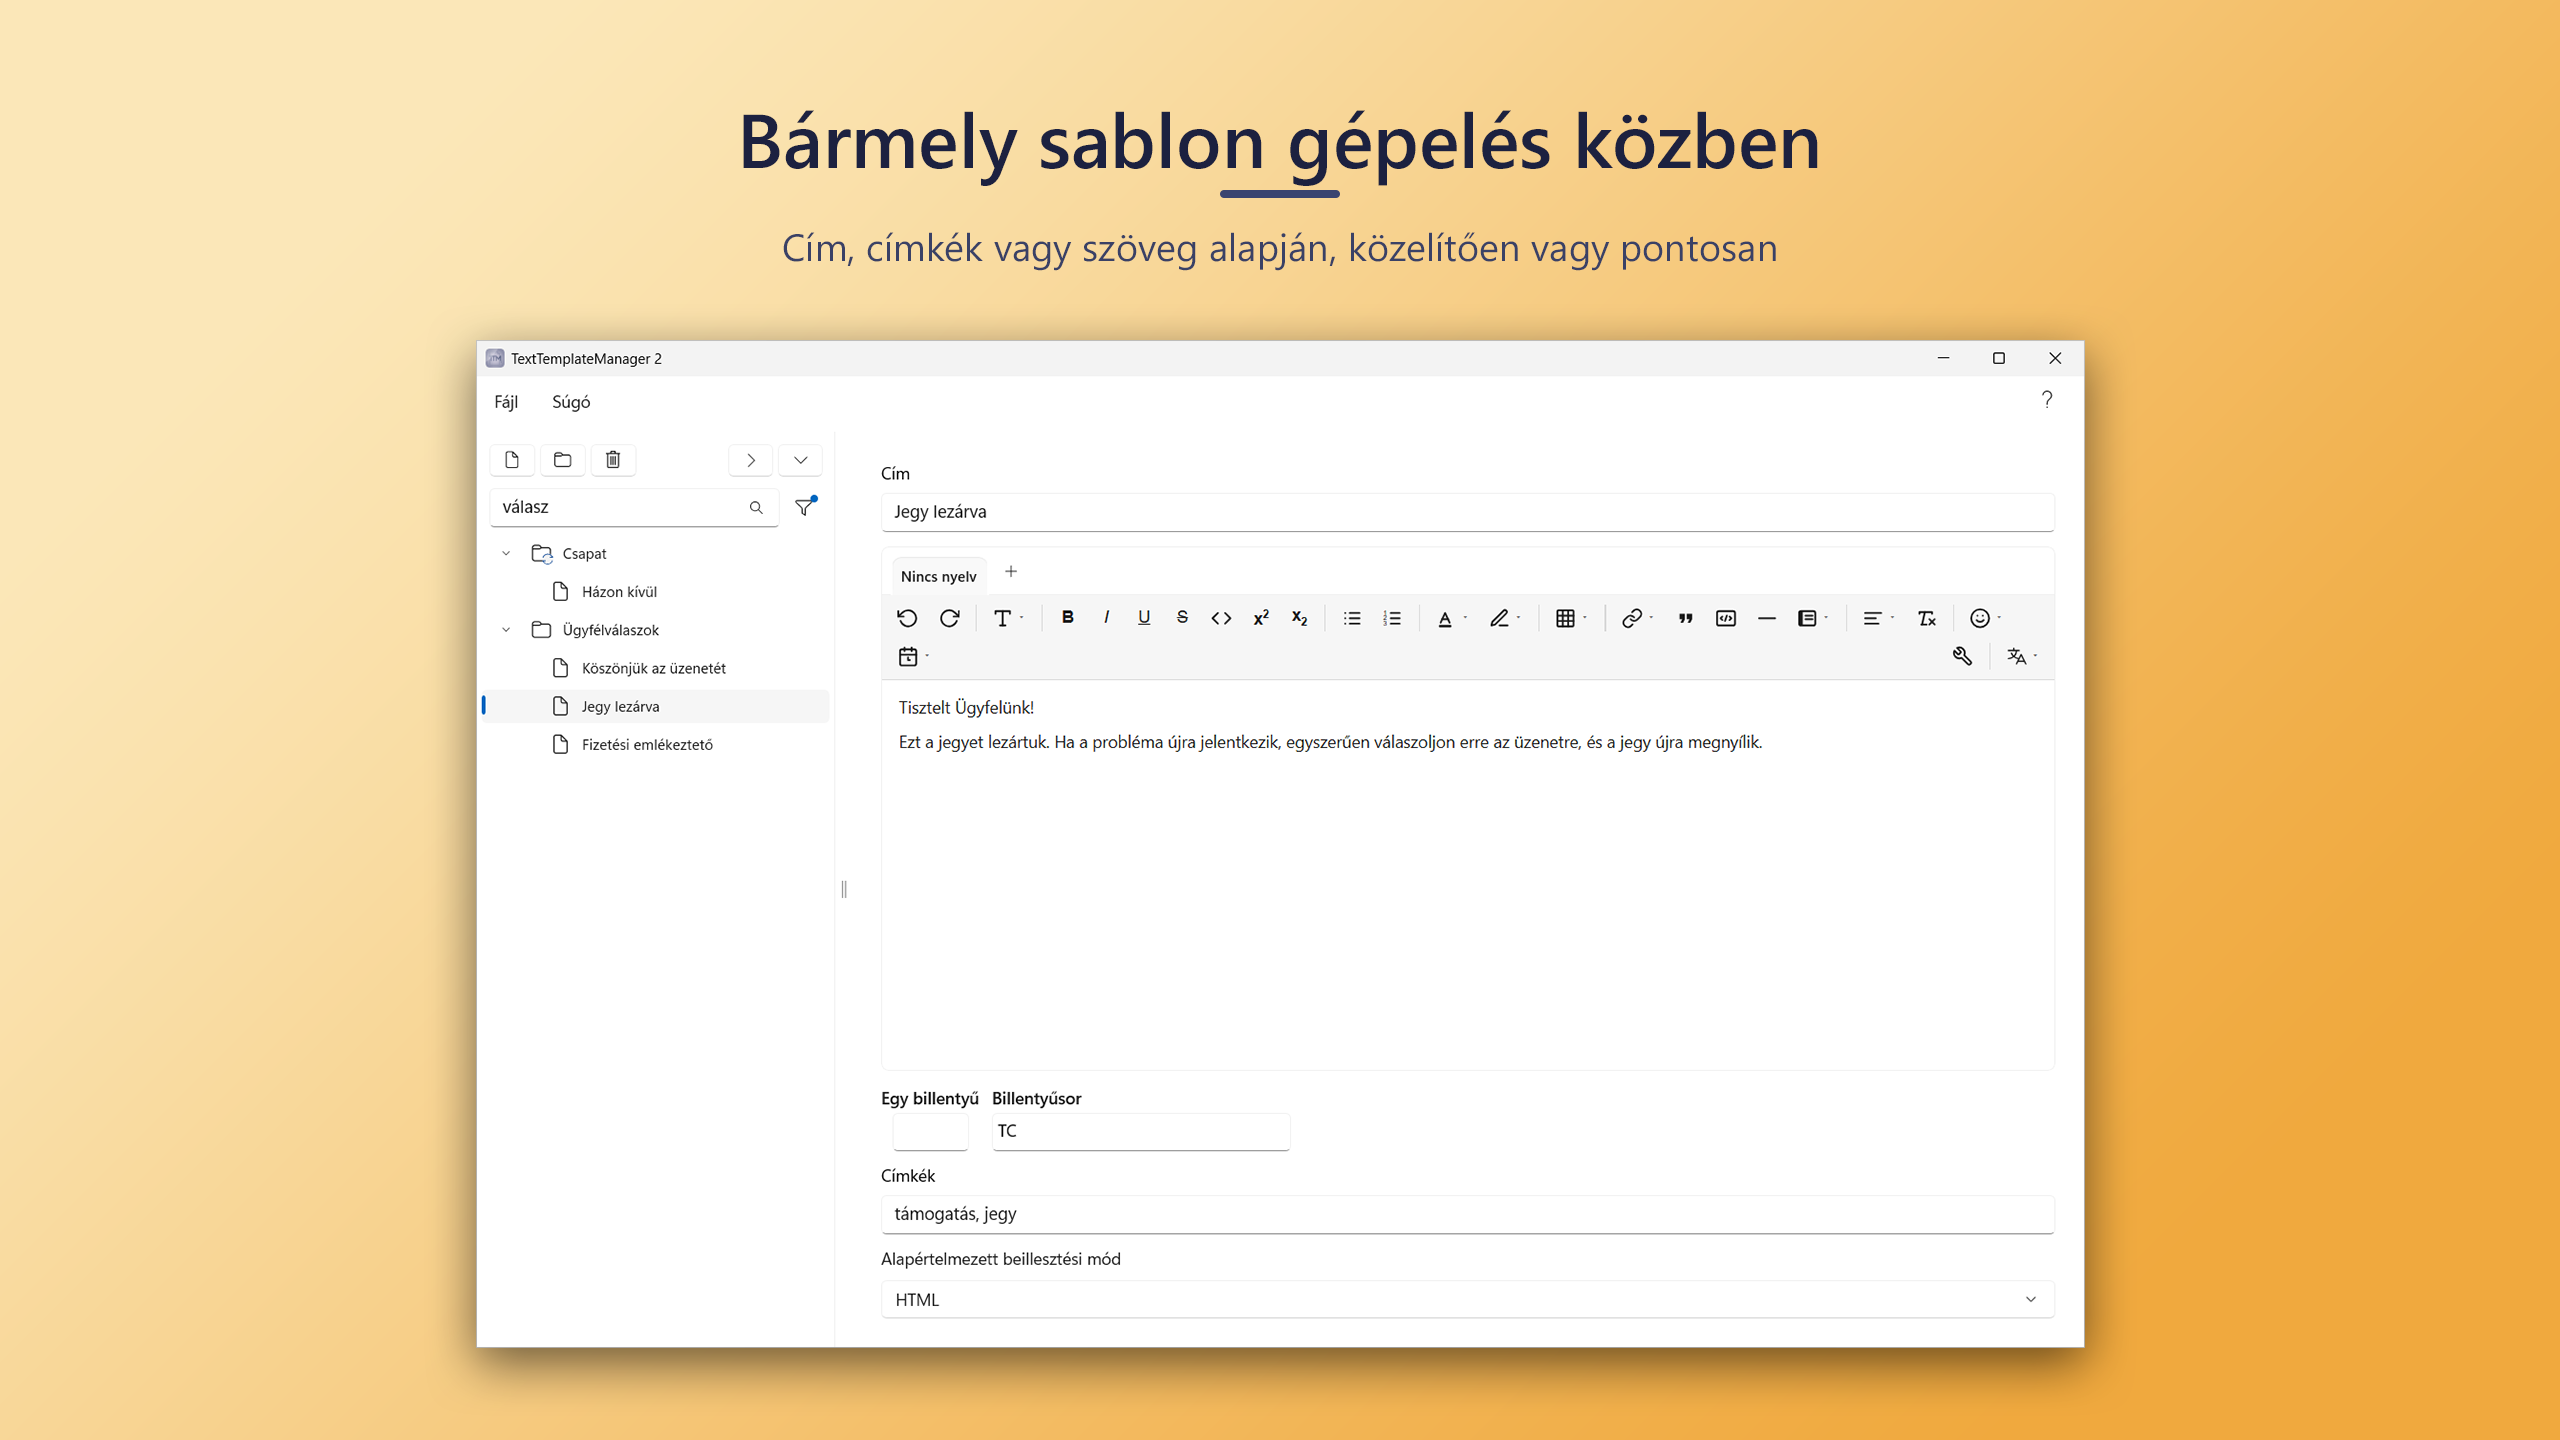 Bármely sablon gépelés közben
Cím, címkék vagy szöveg alapján, közelítően vagy pontosan
TextTemplateManager 2
Fájl Súgó
válasz
Csapat
Házon kívül
Ügyfélválaszok
Köszönjük az üzenetét
Jegy lezárva
Fizetési emlékeztető
Cím
Jegy lezárva
Nincs nyelv
Tisztelt Ügyfelünk!
Ezt a jegyet lezártuk. Ha a probléma újra jelentkezik, egyszerűen válaszoljon erre az üzenetre, és a jegy újra megnyílik.
Egy billentyű Billentyűsor
TC
Címkék
támogatás, jegy
Alapértelmezett beillesztési mód
HTML